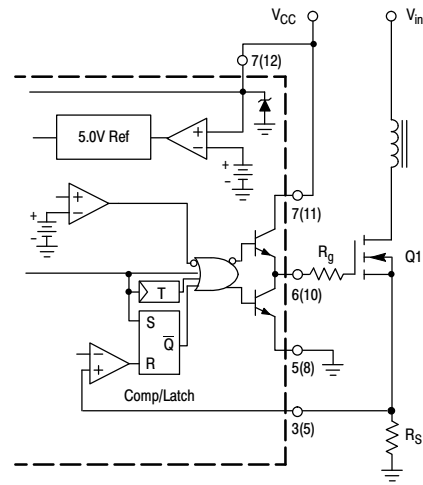 VCC
Vin
7(12)
5.0V Ref
+
−
+
−
+
−
+
−
7(11)
Rg
Q1
6(10)
T
S
Q̅
R
5(8)
−
+
Comp/Latch
3(5)
RS